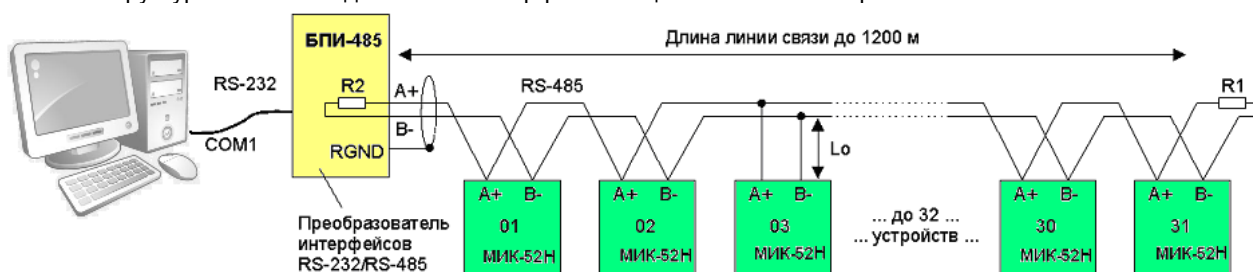 БПИ-485
Длина линии связи до 1200 м
RS-232
R2
A+
RS-485
R1
COM1
B-
RGND
Lo
A+ B-
A+ B-
A+ B-
A+ B-
A+ B-
01
02
03
... до 32 ...
30
31
Преобразователь
интерфейсов
RS-232/RS-485
... устройств ...
МИК-52Н
МИК-52Н
МИК-52Н
МИК-52Н
МИК-52Н